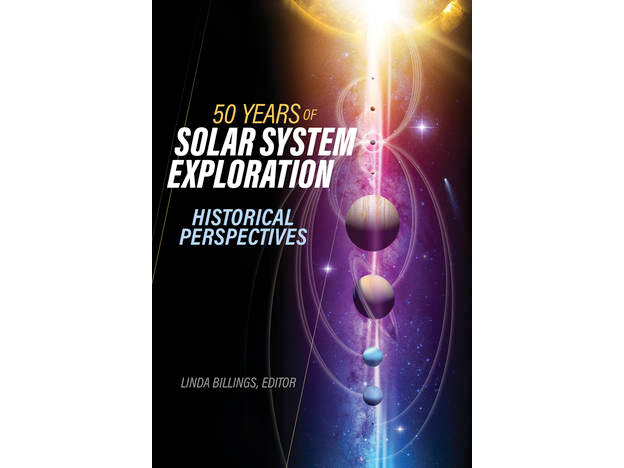 50 YEARS OF
SOLAR SYSTEM
EXPLORATION
HISTORICAL
PERSPECTIVES
LINDA BILLINGS, EDITOR